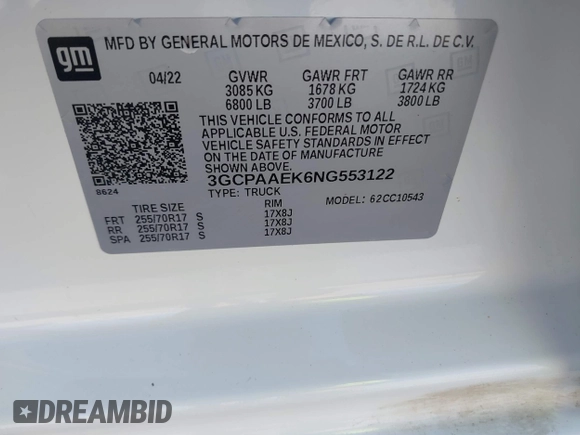 gm
MFD BY GENERAL MOTORS DE MEXICO, S. DE R.L. DE C.V.
04/22 GVWR GAWR FRT GAWR RR
3085 KG 1678 KG 1724 KG
6800 LB 3700 LB 3800 LB
THIS VEHICLE CONFORMS TO ALL
APPLICABLE U.S. FEDERAL MOTOR
VEHICLE SAFETY STANDARDS IN EFFECT
ON THE DATE OF MANUFACTURE
SHOWN ABOVE.
3GCPAAEK6NG553122
8624
TYPE: TRUCK
TIRE SIZE RIM MODEL: 62CC10543
FRT 255/70R17 S 17X8J
RR 255/70R17 S 17X8J
SPA 255/70R17 S 17X8J
DREAMBID